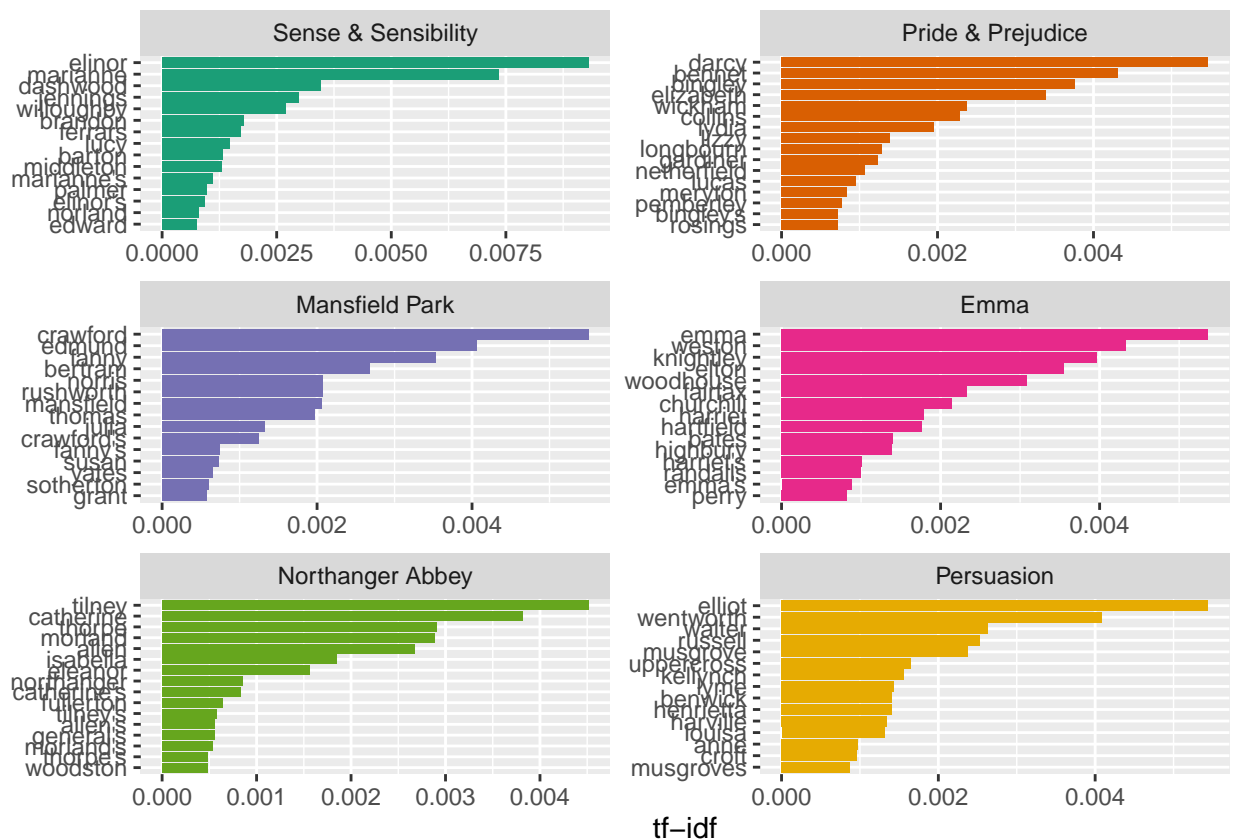 Sense & Sensibility
elinor
marianne
dashwood
jennings
willoughby
brandon
ferrars
lucy
barton
middleton
marianne's
palmer
elinor's
norland
edward
0.0000 0.0025 0.0050 0.0075
Pride & Prejudice
darcy
bennet
bingley
elizabeth
wickham
collins
lydia
lizzy
longbourn
gardiner
netherfield
lucas
meryton
pemberley
bingley's
rosings
0.000 0.002 0.004
Mansfield Park
crawford
edmund
fanny
bertram
norris
rushworth
mansfield
thomas
julia
crawford's
fanny's
susan
yates
sotherton
grant
0.000 0.002 0.004
Emma
emma
weston
knightley
elton
woodhouse
fairfax
churchill
harriet
hartfield
bates
highbury
harriet's
randalls
emma's
perry
0.000 0.002 0.004
Northanger Abbey
tilney
catherine
thorpe
morland
allen
isabella
eleanor
northanger
catherine's
fullerton
tilney's
allen's
general's
morland's
thorpe's
woodston
0.000 0.001 0.002 0.003 0.004
Persuasion
elliot
wentworth
walter
russell
musgrove
uppercross
kellynch
lyme
benwick
henrietta
harville
louisa
anne
croft
musgroves
0.000 0.002 0.004
tf−idf